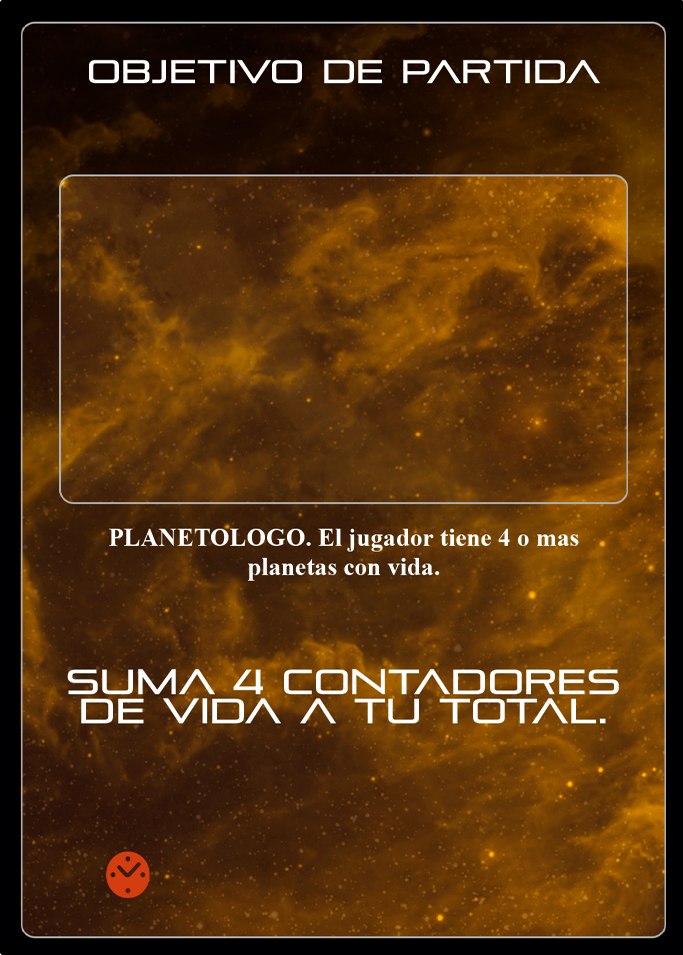 OBJETIVO DE PARTIDA
PLANETOLOGO. El jugador tiene 4 o mas
planetas con vida.
SUMA 4 CONTADORES
DE VIDA A TU TOTAL.